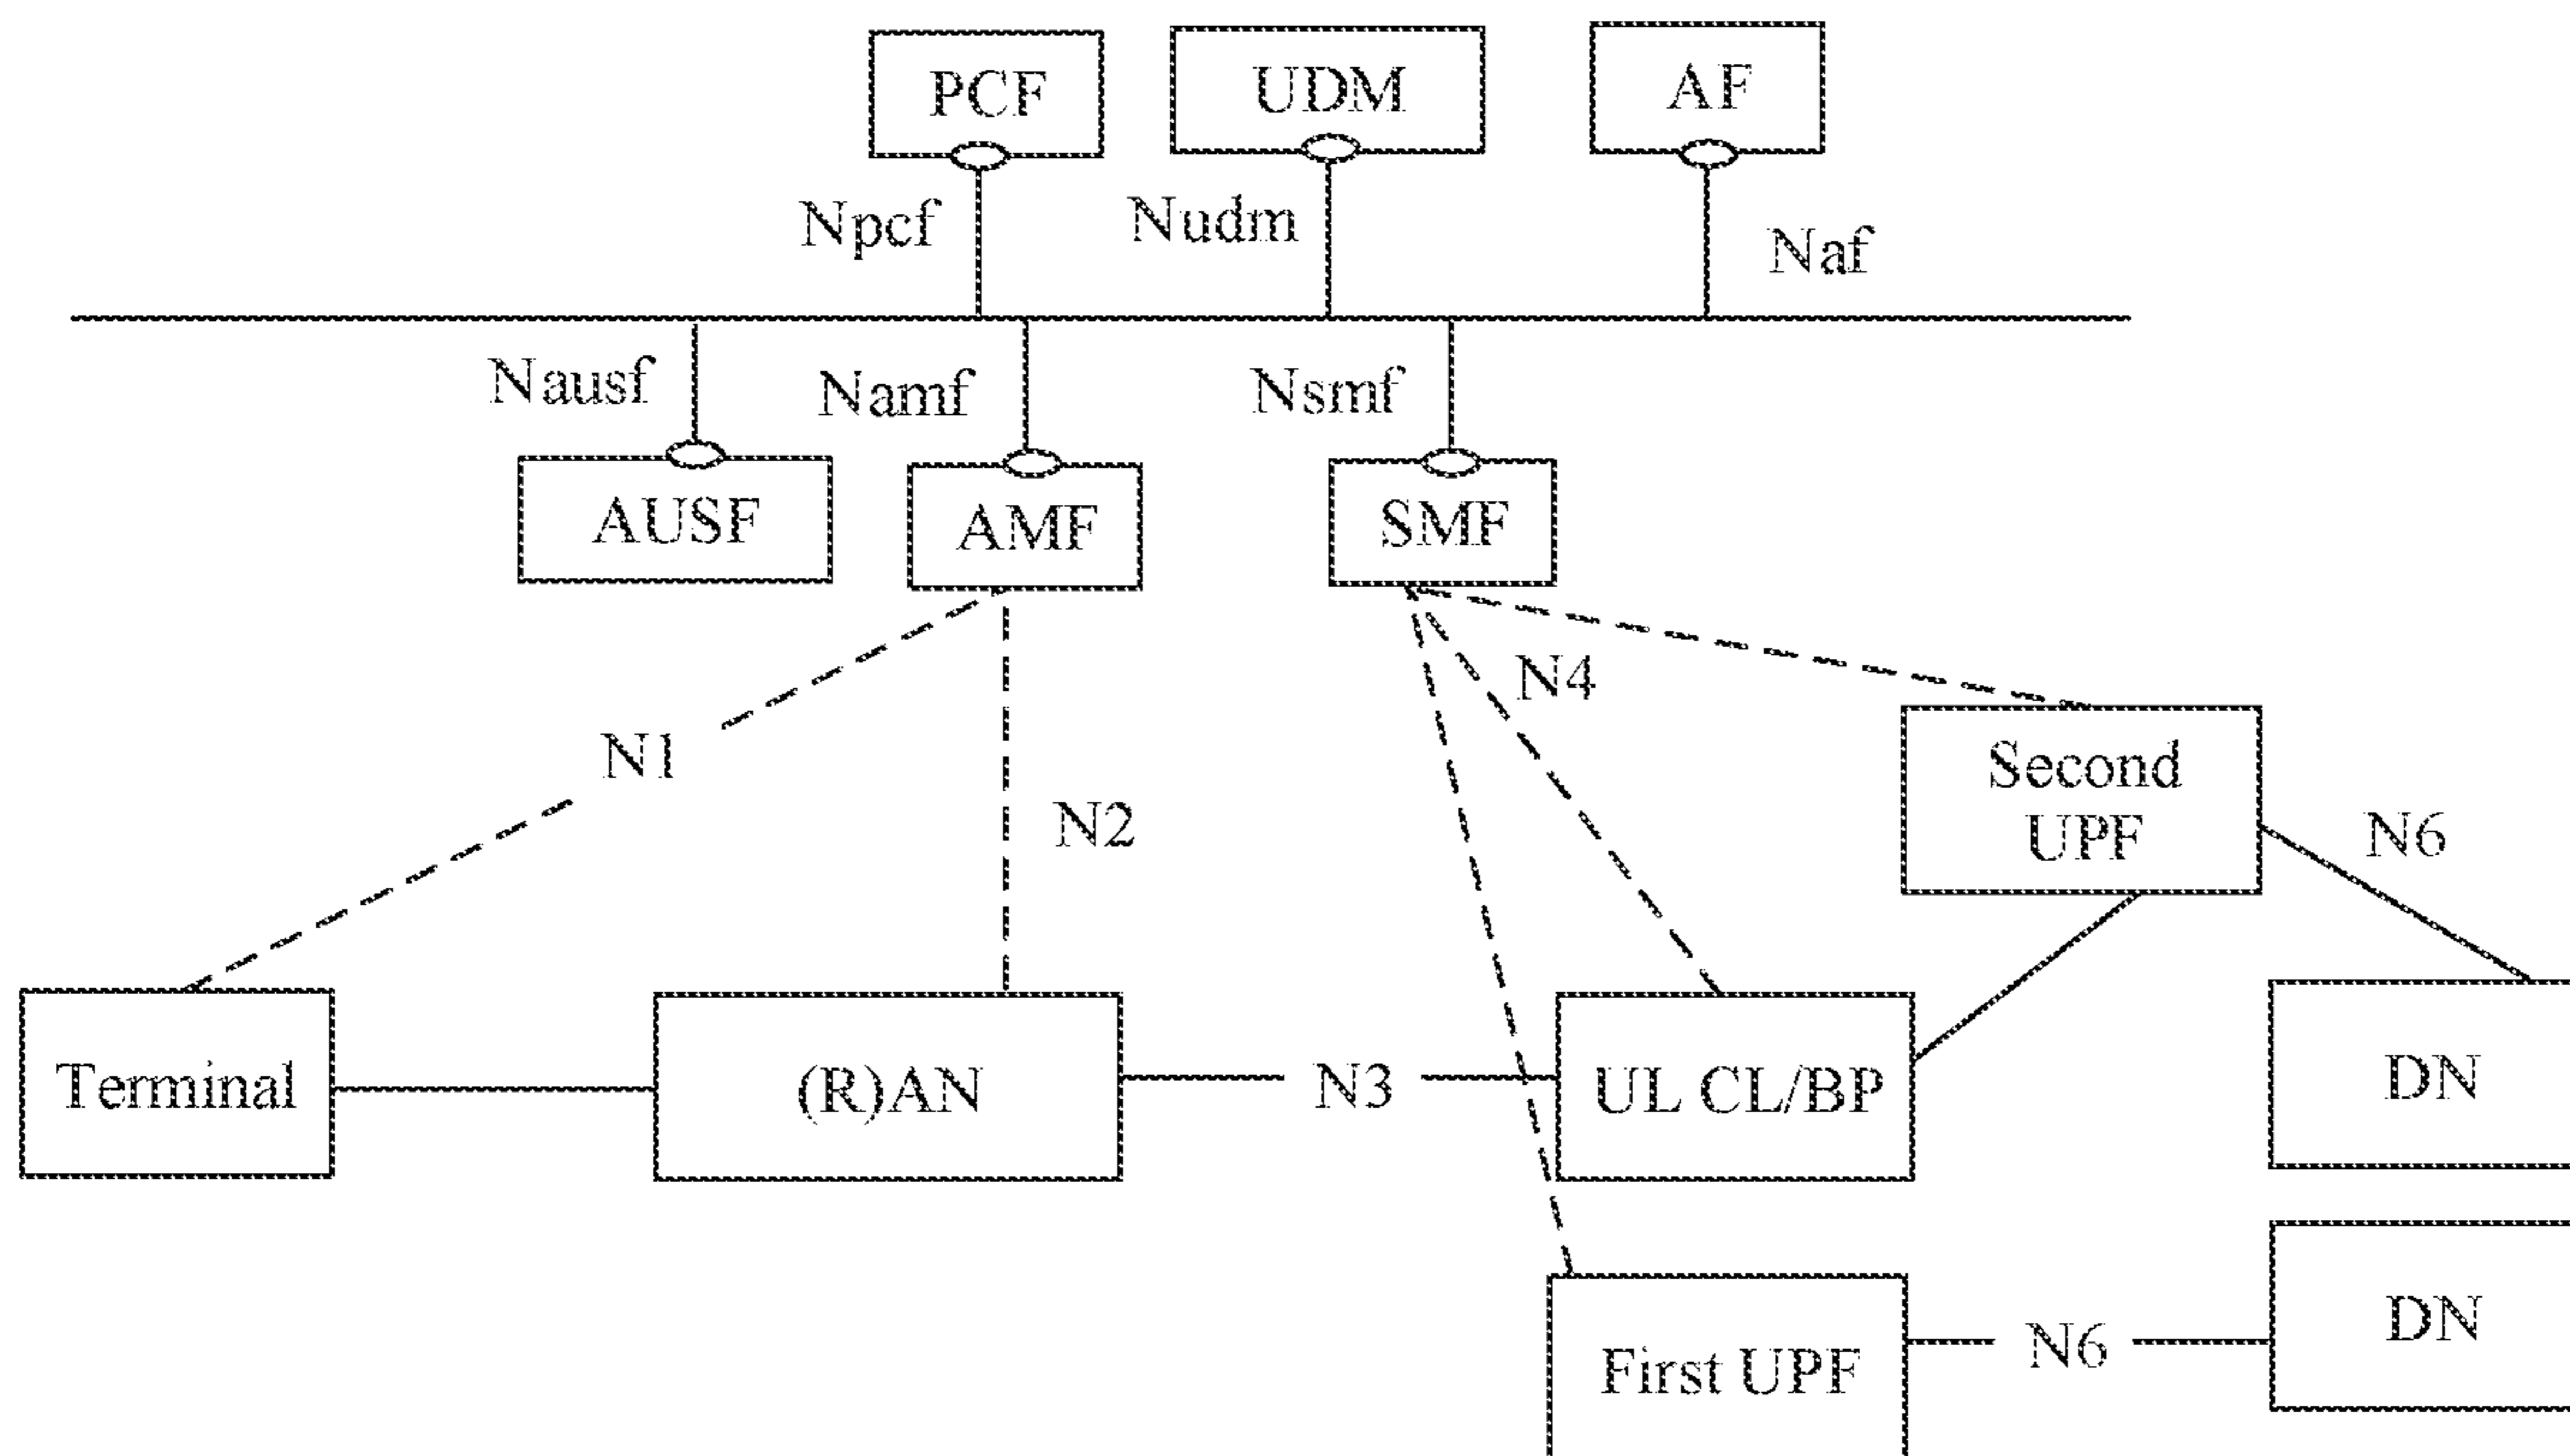 PCF
UDM
AF
Npcf
Nudm
Naf
Nausf
Namf
Nsmf
AUSF
AMF
SMF
N4
N1
Second
UPF
N2
N6
Terminal
(R)AN
N3
UL CL/BP
DN
First UPF
N6
DN